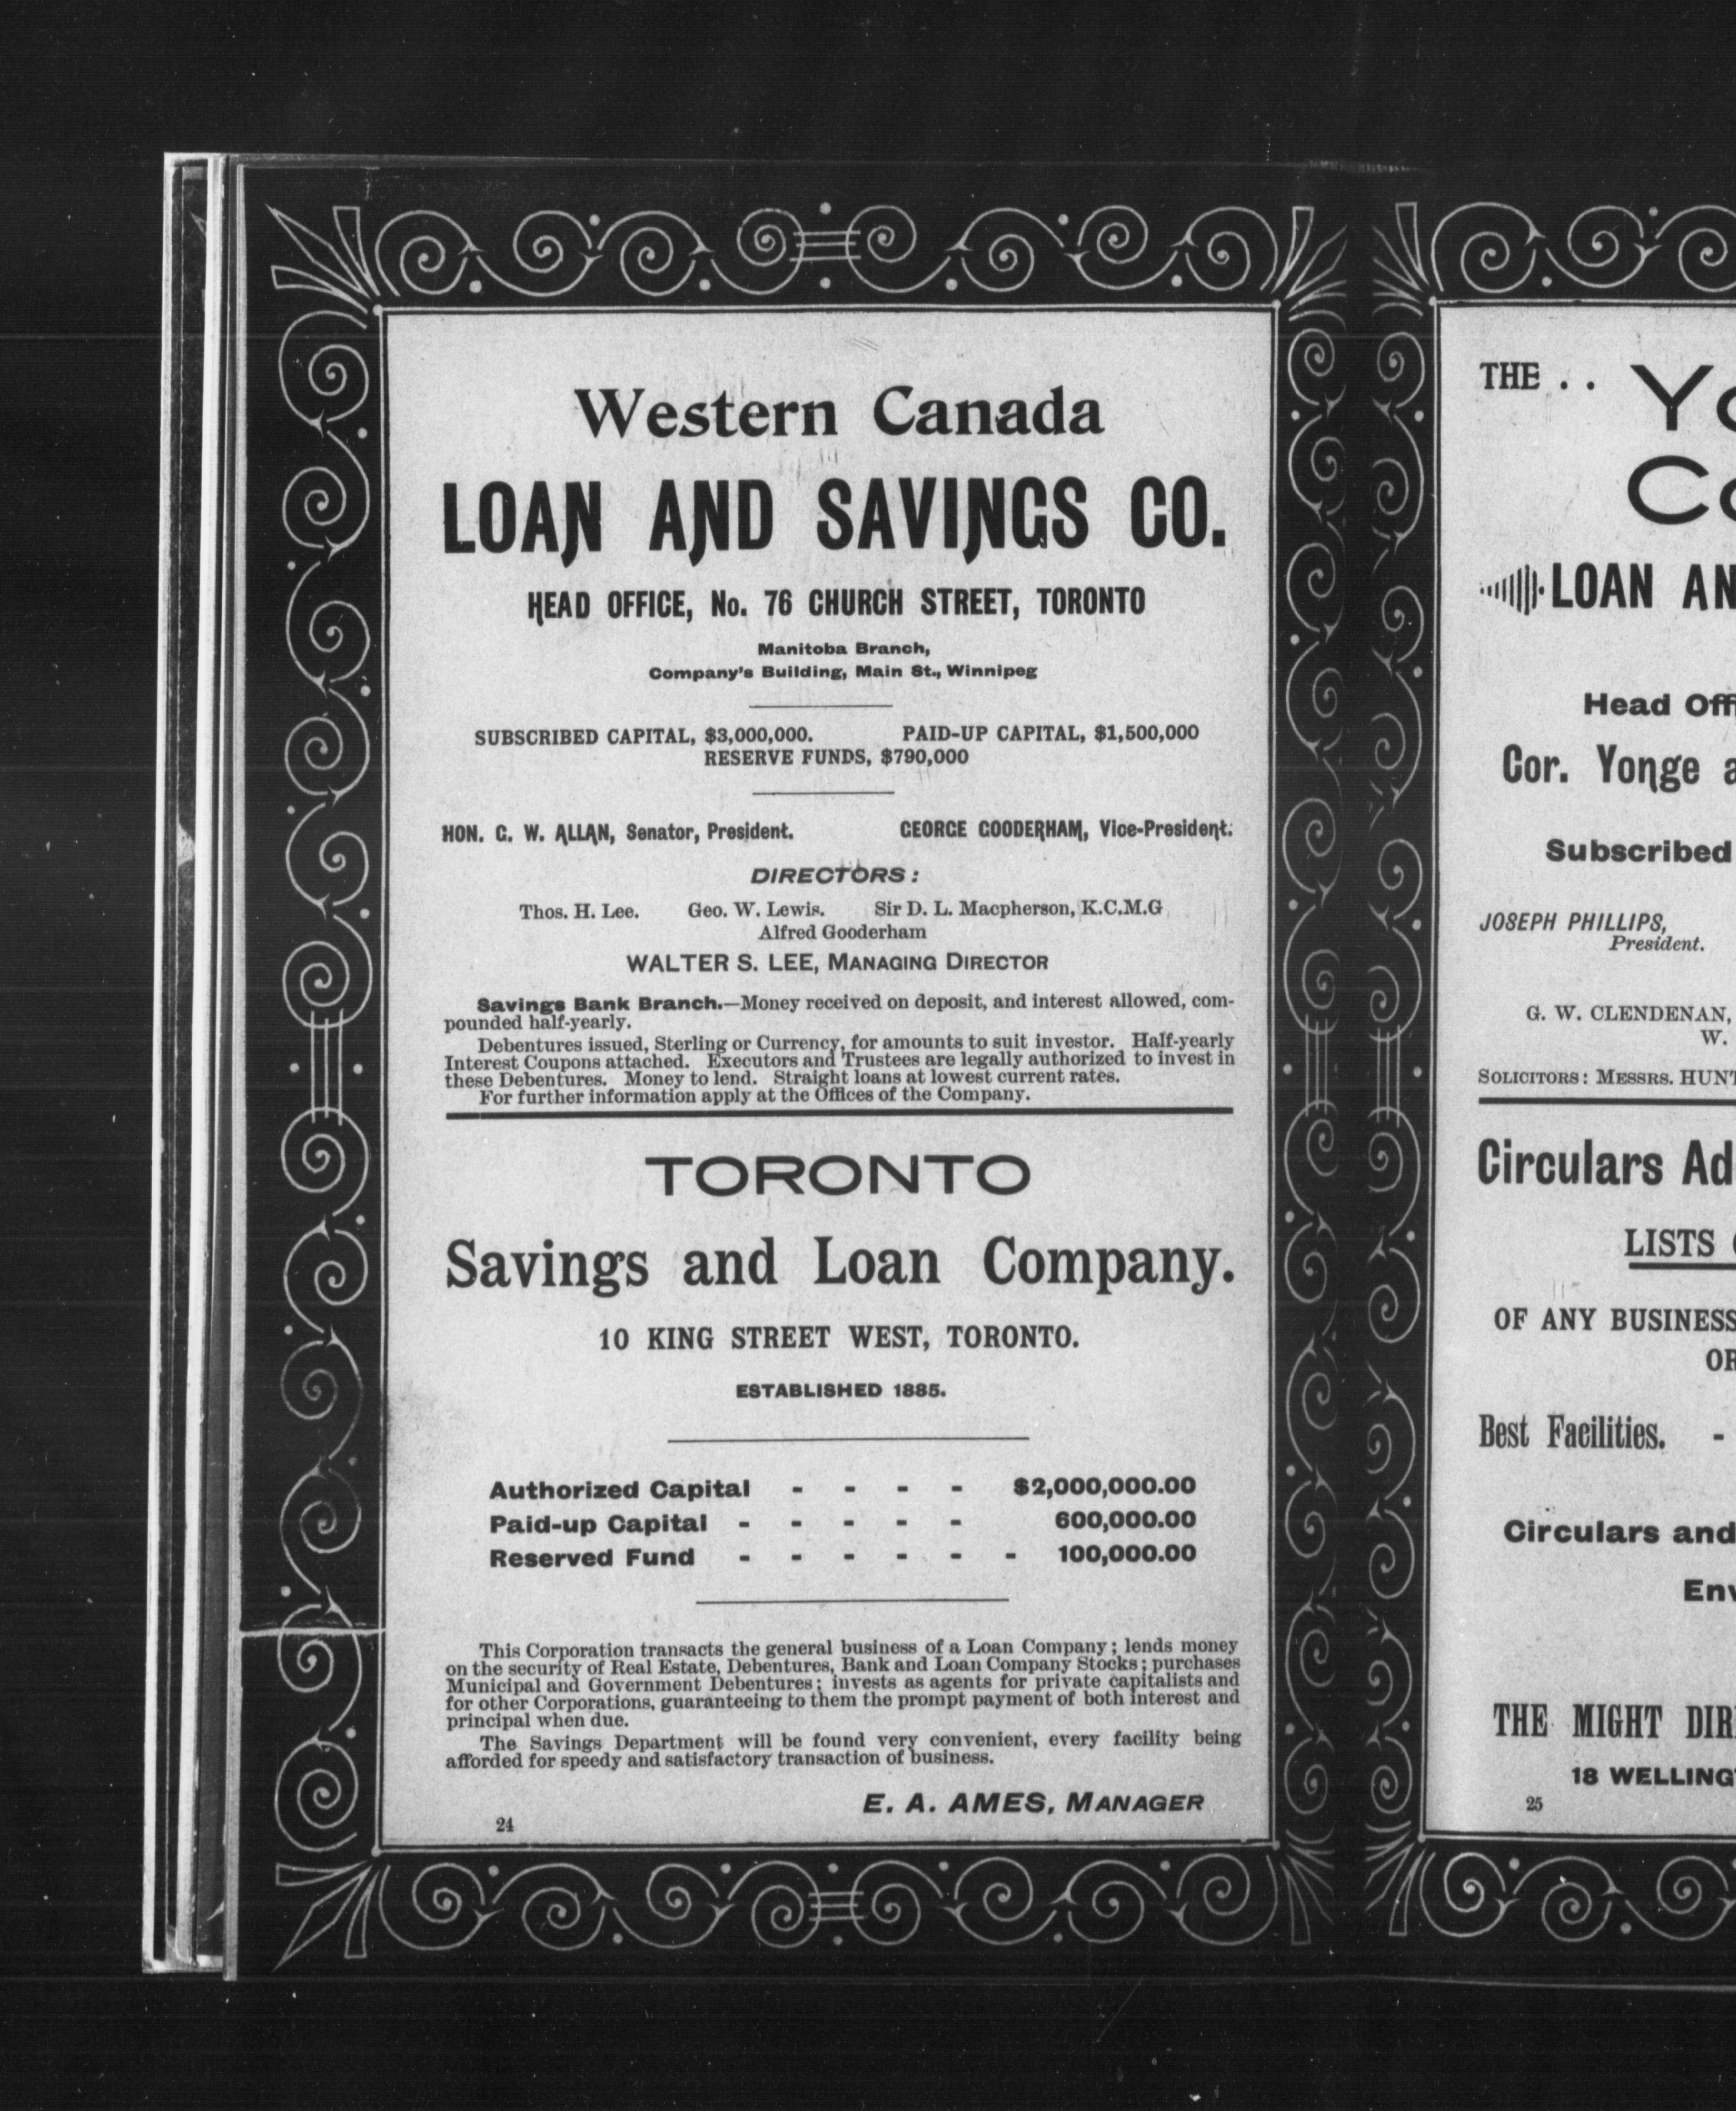 Western Canada
LOAN AND SAVINGS CO.
HEAD OFFICE, No. 76 CHURCH STREET, TORONTO
Manitoba Branch,
Company's Building, Main St., Winnipeg
SUBSCRIBED CAPITAL, $3,000,000. PAID-UP CAPITAL, $1,500,000
RESERVE FUNDS, $790,000
HON. G. W. ALLAN, Senator, President. GEORGE GOODERHAM, Vice-President.
DIRECTORS:
Thos. H. Lee. Geo. W. Lewis. Sir D. L. Macpherson, K.C.M.G
Alfred Gooderham
WALTER S. LEE, MANAGING DIRECTOR
Savings Bank Branch.—Money received on deposit, and interest allowed, com-
pounded half-yearly.
Debentures issued, Sterling or Currency, for amounts to suit investor. Half-yearly
Interest Coupons attached. Executors and Trustees are legally authorized to invest in
these Debentures. Money to lend. Straight loans at lowest current rates.
For further information apply at the Offices of the Company.
TORONTO
Savings and Loan Company.
10 KING STREET WEST, TORONTO.
ESTABLISHED 1885.
Authorized Capital - - - - $2,000,000.00
Paid-up Capital - - - - - 600,000.00
Reserved Fund - - - - - - 100,000.00
This Corporation transacts the general business of a Loan Company; lends money
on the security of Real Estate, Debentures, Bank and Loan Company Stocks; purchases
Municipal and Government Debentures; invests as agents for private capitalists and
for other Corporations, guaranteeing to them the prompt payment of both interest and
principal when due.
The Savings Department will be found very convenient, every facility being
afforded for speedy and satisfactory transaction of business.
E. A. AMES, MANAGER
24
THE . .
LOAN
Head
Cor. Yonge
Subscribed
JOSEPH PHILLIPS,
President.
G. W. CLENDENAN,
W.
SOLICITORS: MESSRS.
Circulars
LISTS
OF ANY BUSINESS
Best Facilities. -
Circulars and
THE MIGHT
18
25